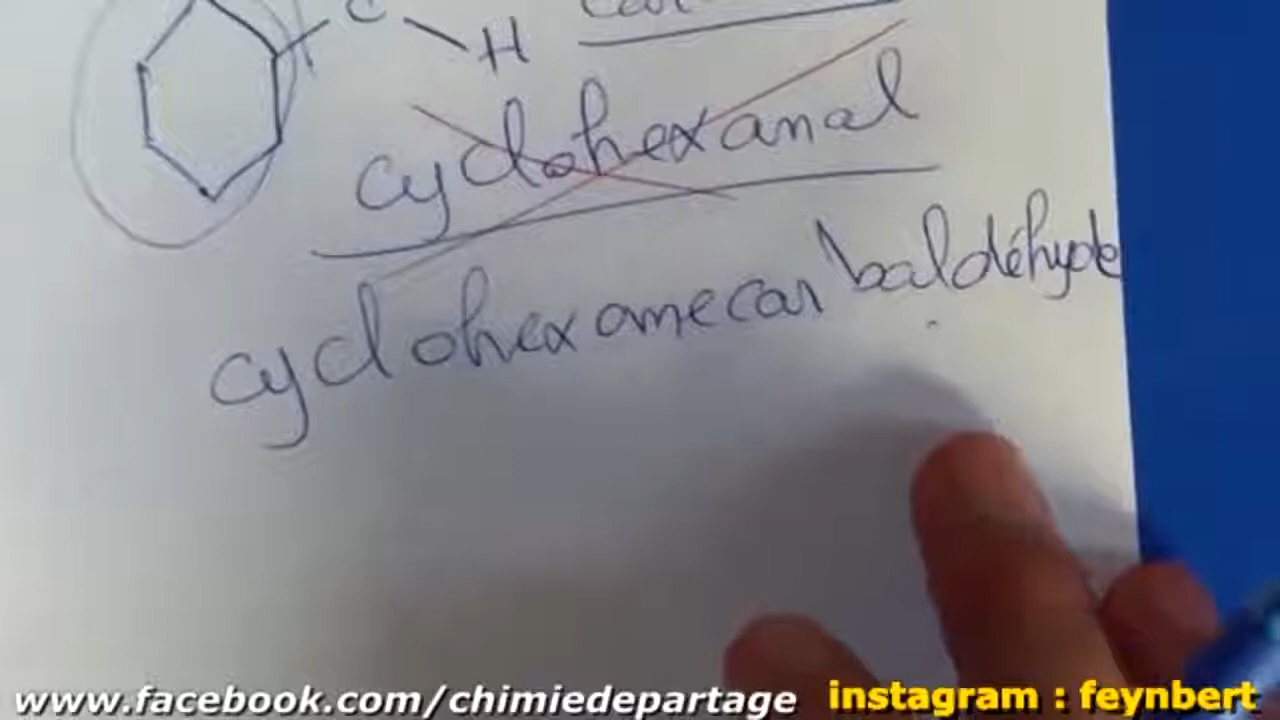 C
H
cyclohexanal
cyclohexanecarbaldéhyde
www.facebook.com/chimiedepartage
instagram : feynbert